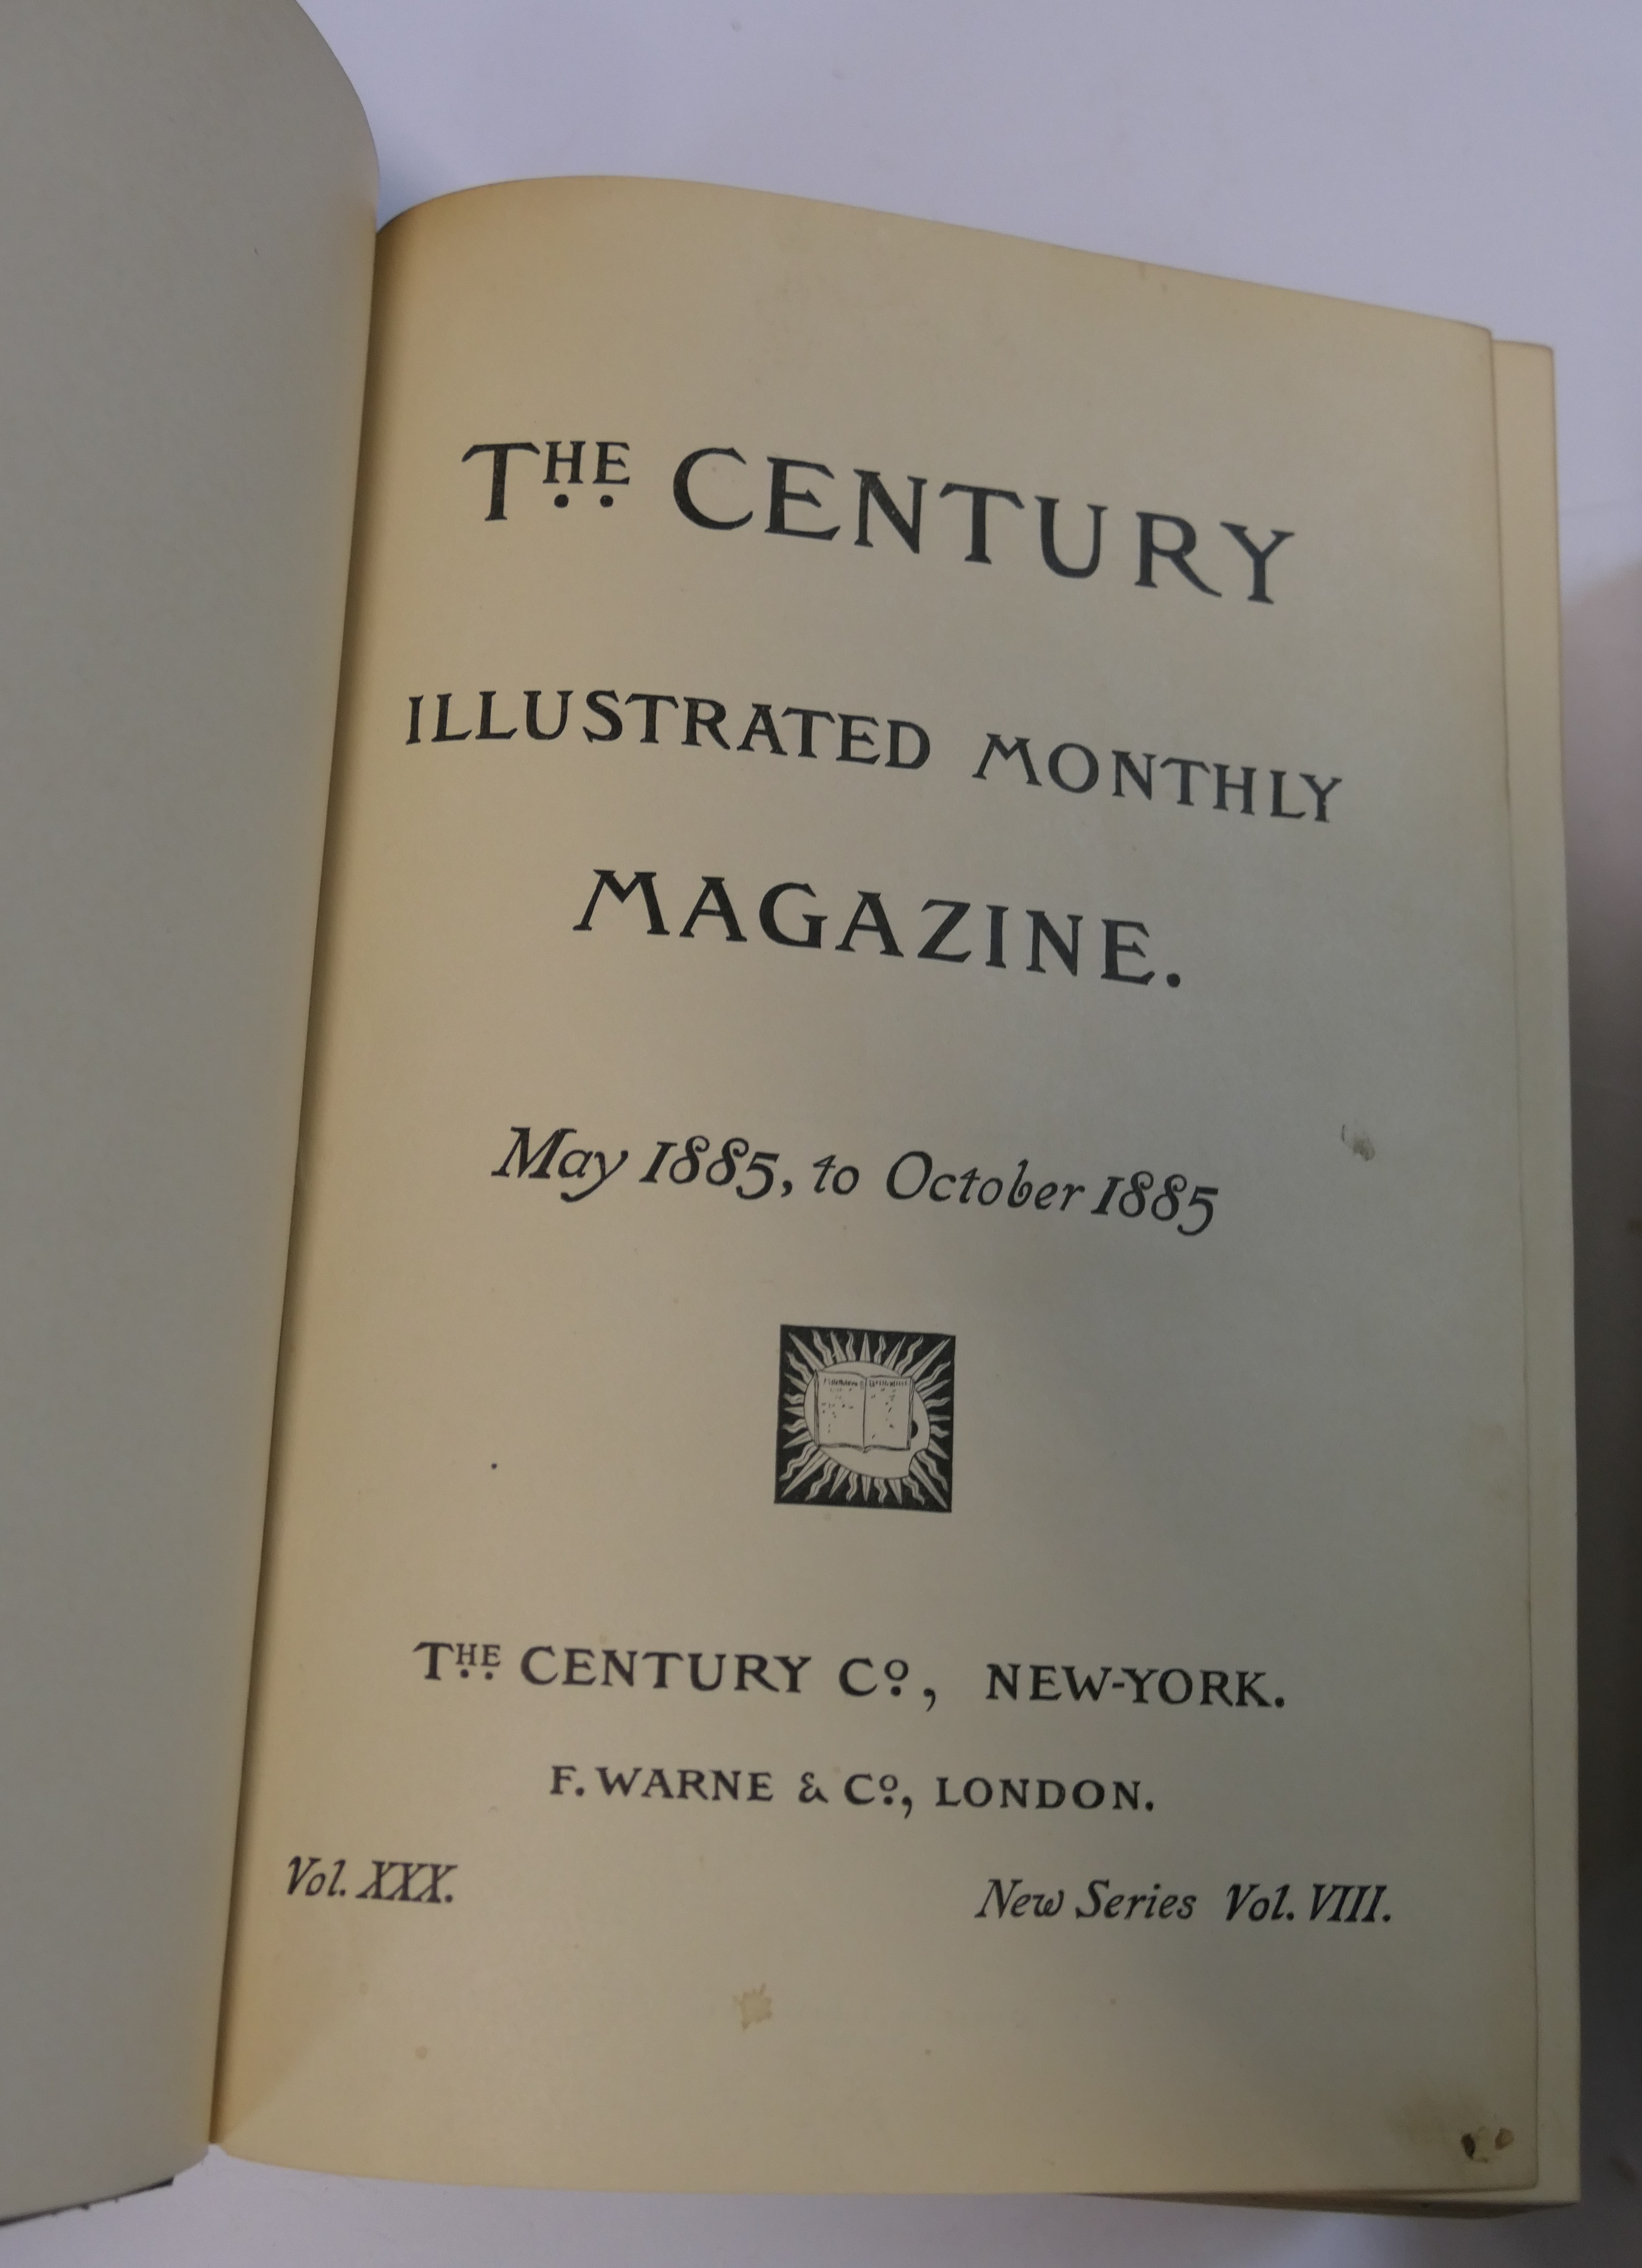 THE CENTURY
ILLUSTRATED MONTHLY
MAGAZINE.
May 1885, to October 1885
THE CENTURY Co., NEW-YORK.
F. WARNE & Co., LONDON.
Vol. XXX.
New Series Vol. VIII.